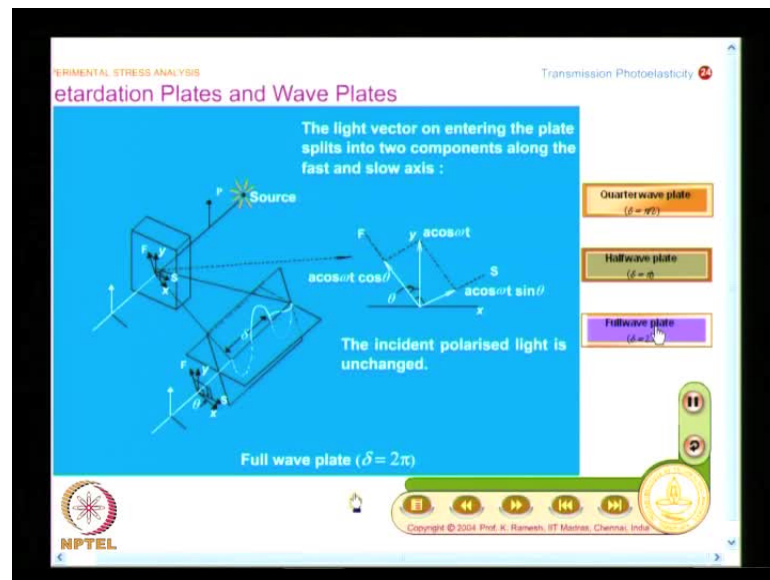 PERIMENTAL STRESS ANALYSIS
Transmission Photoelasticity 24
etardation Plates and Wave Plates
The light vector on entering the plate
splits into two components along the
fast and slow axis :
P
Source
F y
S
x
F
y
acosωt
S
acosωt cosθ
acosωt sinθ
θ
x
δ
F
y
θ
S
x
The incident polarised light is
unchanged.
Full wave plate (δ = 2π)
Quarterwave plate
Halfwave plate
(δ = π)
Fullwave plate
NPTEL
Copyright © 2004 Prof. K. Ramesh, IIT Madras, Chennai, India